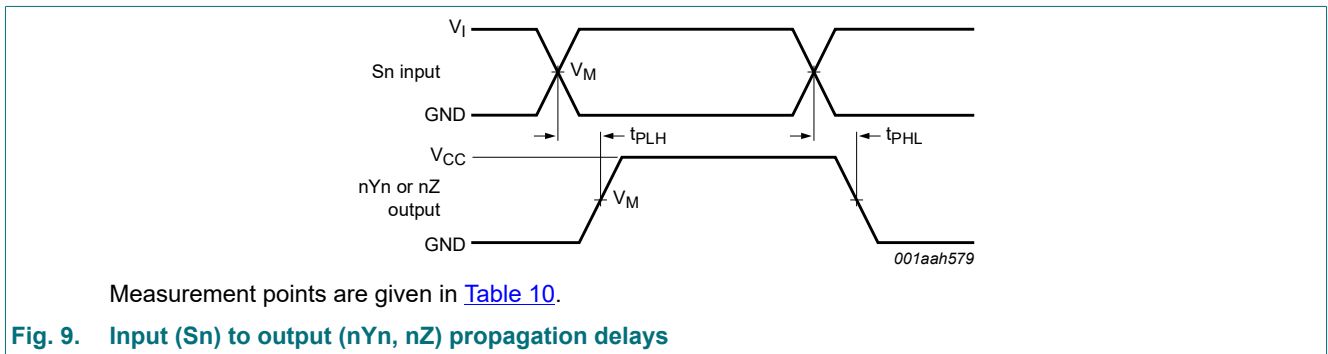 VI
Sn input
VM
GND
tPLH
tPHL
VCC
nYn or nZ
output
VM
GND
001aah579
Measurement points are given in Table 10.
Fig. 9. Input (Sn) to output (nYn, nZ) propagation delays